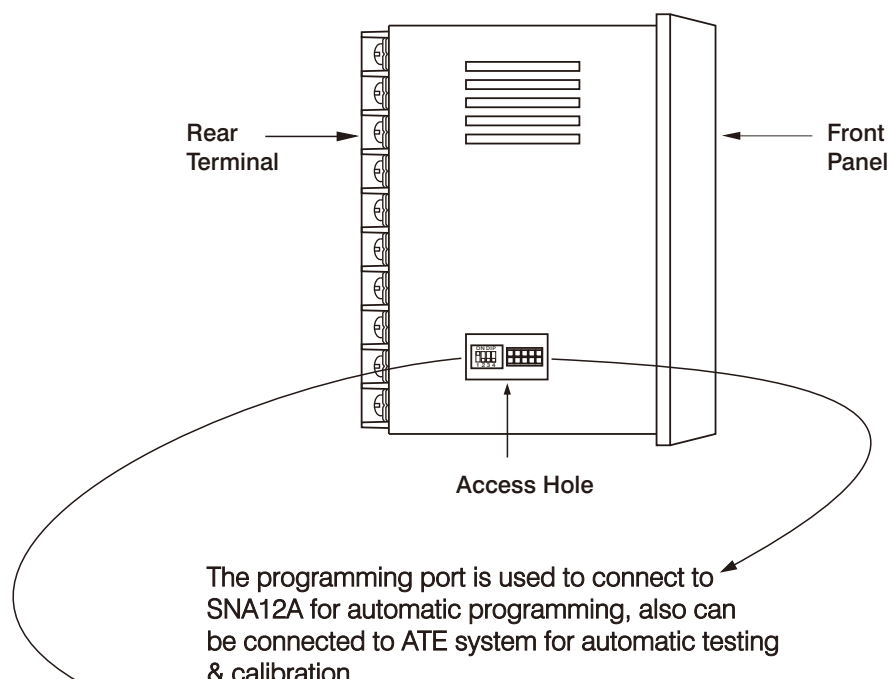 Rear
Terminal
Front
Panel
ON DIP
1 2 3 4
Access Hole
The programming port is used to connect to
SNA12A for automatic programming, also can
be connected to ATE system for automatic testing
& calibration